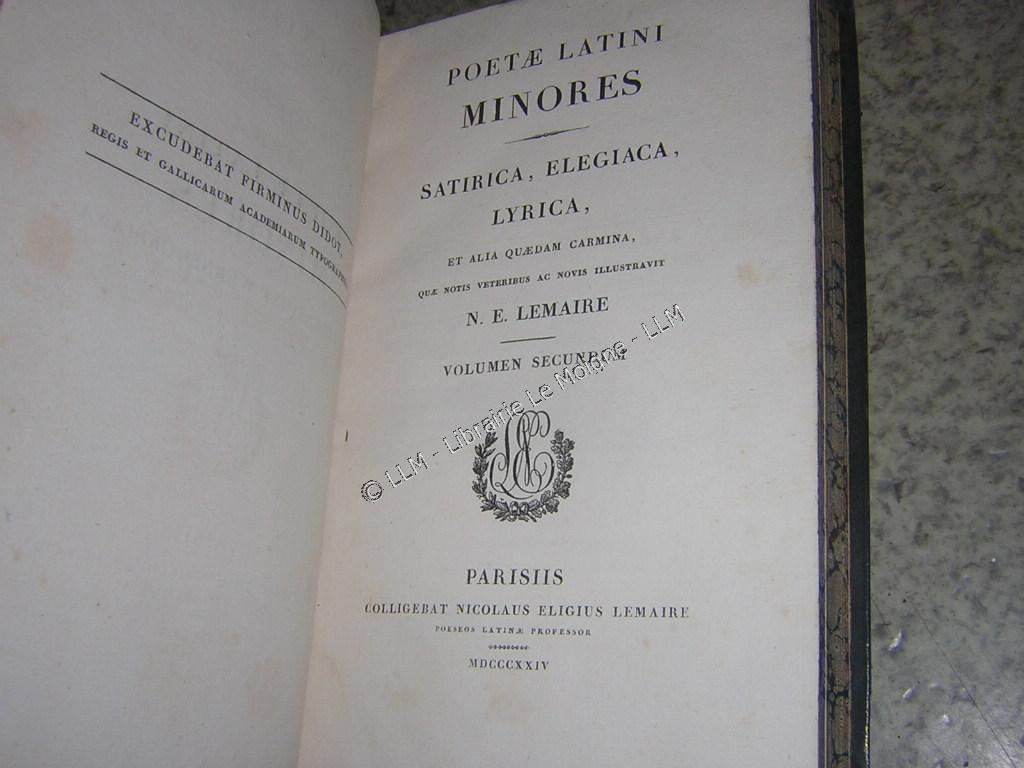 EXCUDEBAT FIRMINUS DIDOT,
REGIS ET GALLICARUM ACADEMIARUM
POETÆ LATINI
MINORES
SATIRICA, ELEGIACA,
LYRICA,
ET ALIA QUÆDAM CARMINA,
QUÆ NOTIS VETERIBUS AC NOVIS ILLUSTRAVIT
N. E. LEMAIRE
VOLUMEN SECUNDUM
© LLM - Librairie Le Moigne - LLM
PARISIIS
COLLIGEBAT NICOLAUS ELIGIUS LEMAIRE
POESEOS LATINÆ PROFESSOR
MDCCCXXIV